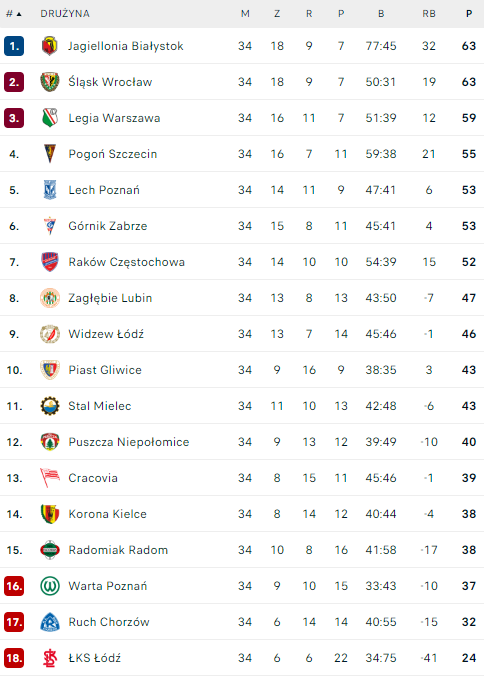 # ▲ DRUŻYNA M Z R P B RB P
1. Jagiellonia Białystok 34 18 9 7 77:45 32 63
2. Śląsk Wrocław 34 18 9 7 50:31 19 63
3. Legia Warszawa 34 16 11 7 51:39 12 59
4. Pogoń Szczecin 34 16 7 11 59:38 21 55
5. Lech Poznań 34 14 11 9 47:41 6 53
6. Górnik Zabrze 34 15 8 11 45:41 4 53
7. Raków Częstochowa 34 14 10 10 54:39 15 52
8. Zagłębie Lubin 34 13 8 13 43:50 -7 47
9. Widzew Łódź 34 13 7 14 45:46 -1 46
10. Piast Gliwice 34 9 16 9 38:35 3 43
11. Stal Mielec 34 11 10 13 42:48 -6 43
12. Puszcza Niepołomice 34 9 13 12 39:49 -10 40
13. Cracovia 34 8 15 11 45:46 -1 39
14. Korona Kielce 34 8 14 12 40:44 -4 38
15. Radomiak Radom 34 10 8 16 41:58 -17 38
16. Warta Poznań 34 9 10 15 33:43 -10 37
17. Ruch Chorzów 34 6 14 14 40:55 -15 32
18. ŁKS Łódź 34 6 6 22 34:75 -41 24